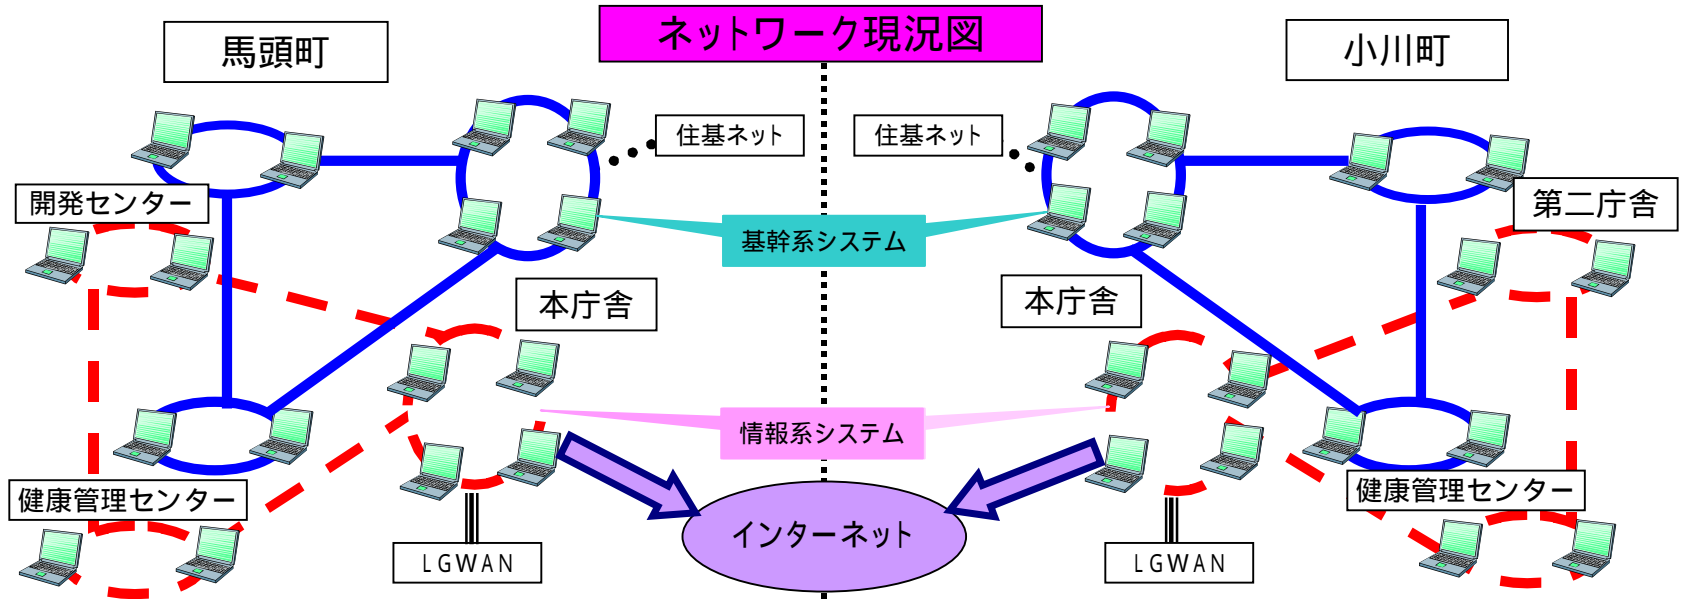 ネットワーク現況図
馬頭町
小川町
住基ネット
住基ネット
開発センター
第二庁舎
基幹系システム
本庁舎
本庁舎
情報系システム
健康管理センター
健康管理センター
インターネット
LGWAN
LGWAN